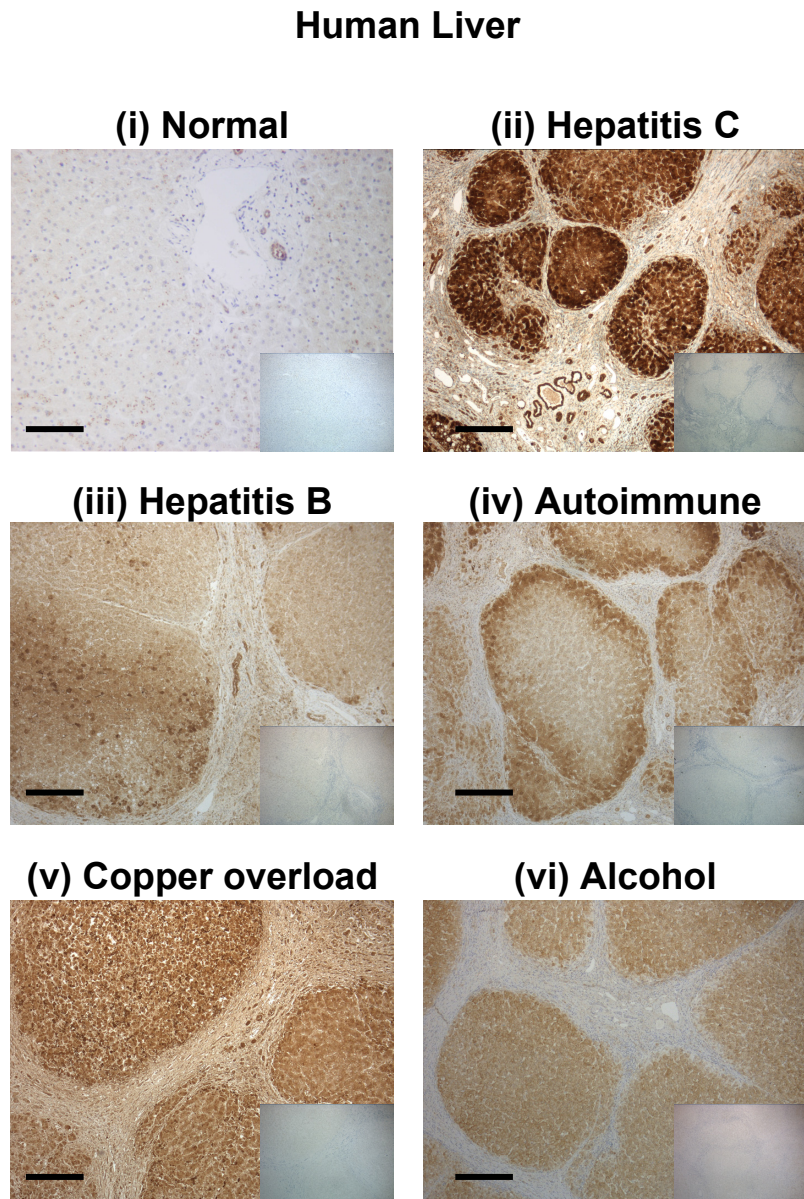 Human Liver
(i) Normal
(ii) Hepatitis C
(iii) Hepatitis B
(iv) Autoimmune
(v) Copper overload
(vi) Alcohol